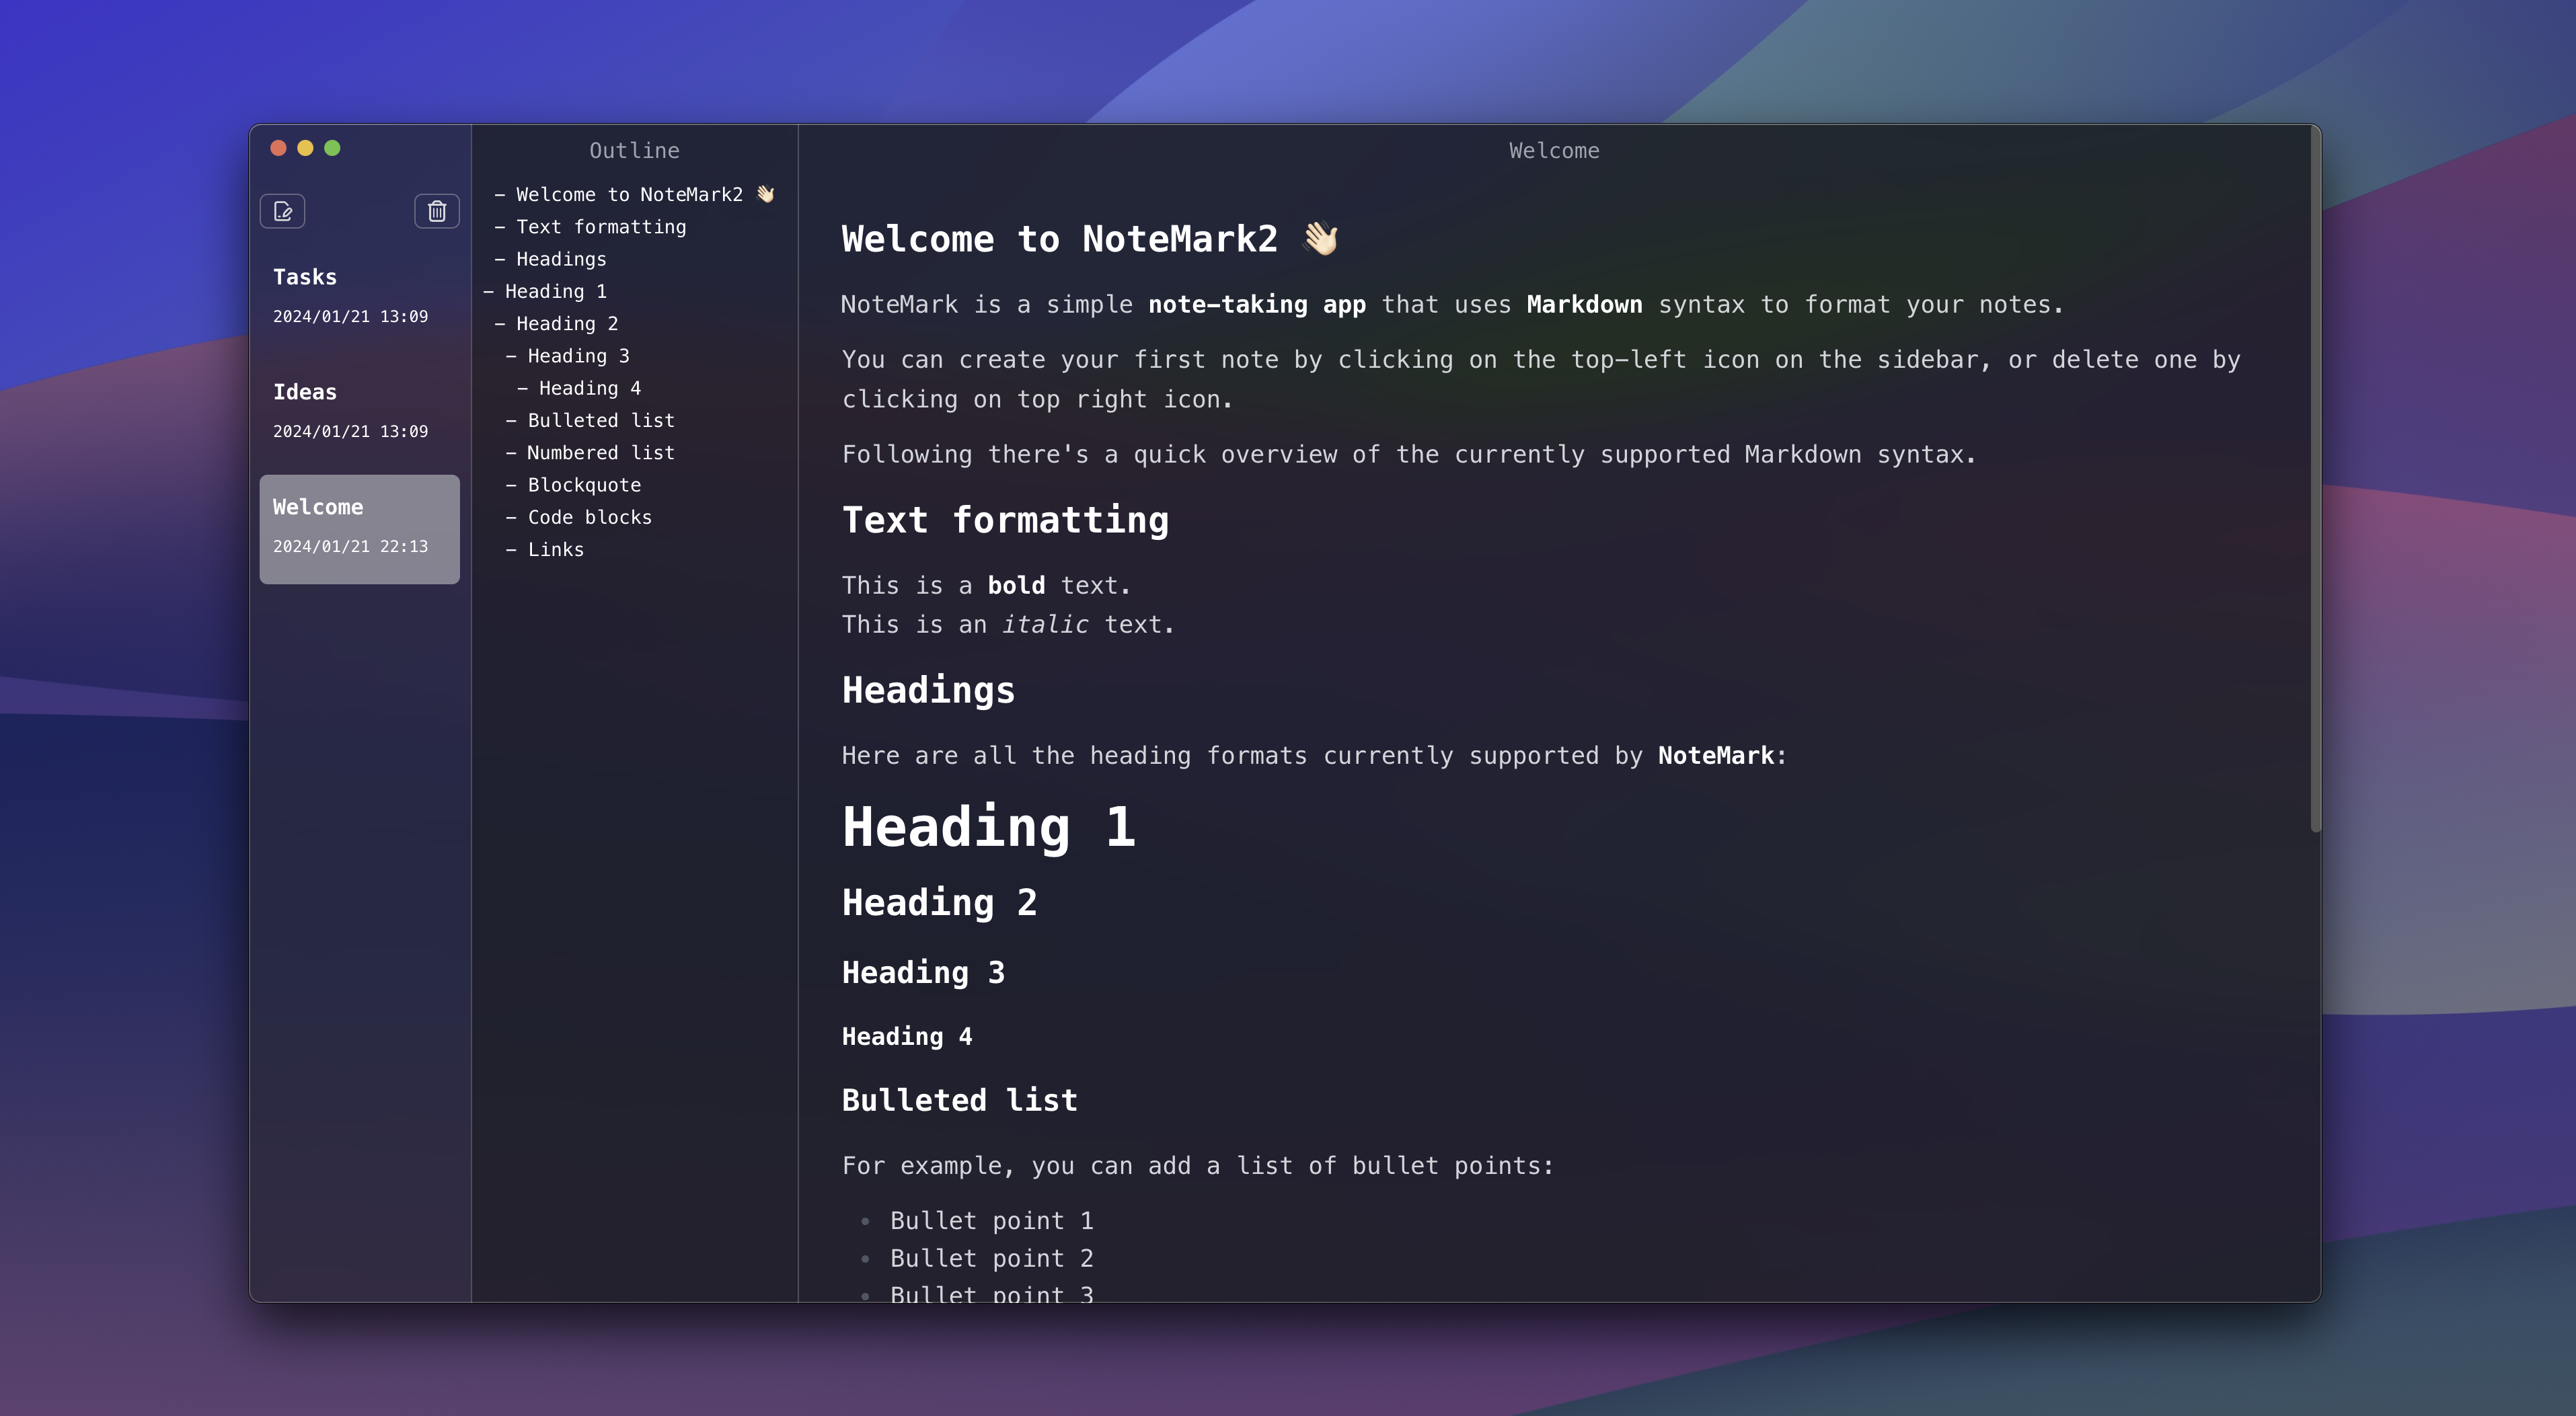 Outline
Welcome
Tasks
2024/01/21 13:09
Ideas
2024/01/21 13:09
Welcome
2024/01/21 22:13
– Welcome to NoteMark2 👋🏻
– Text formatting
– Headings
– Heading 1
– Heading 2
– Heading 3
– Heading 4
– Bulleted list
– Numbered list
– Blockquote
– Code blocks
– Links
Welcome to NoteMark2 👋🏻
NoteMark is a simple note–taking app that uses Markdown syntax to format your notes.
You can create your first note by clicking on the top–left icon on the sidebar, or delete one by
clicking on top right icon.
Following there's a quick overview of the currently supported Markdown syntax.
Text formatting
This is a bold text.
This is an italic text.
Headings
Here are all the heading formats currently supported by NoteMark:
Heading 1
Heading 2
Heading 3
Heading 4
Bulleted list
For example, you can add a list of bullet points:
• Bullet point 1
• Bullet point 2
• Bullet point 3